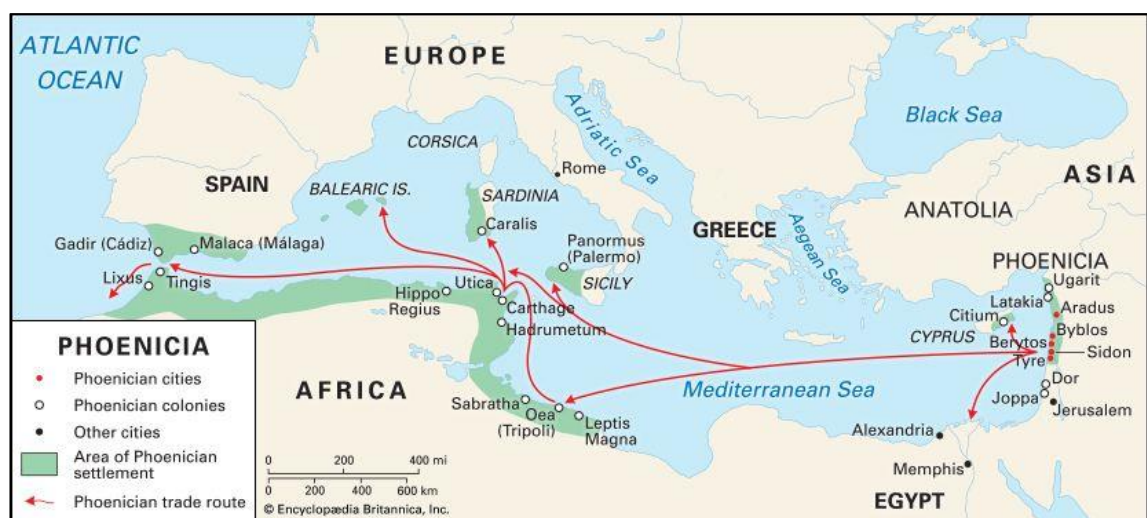 ATLANTIC
OCEAN
EUROPE
Adriatic Sea
Black Sea
CORSICA
Rome
ASIA
SPAIN
BALEARIC IS.
SARDINIA
ANATOLIA
Caralis
GREECE
Aegean Sea
Gadir (Cádiz)
Malaca (Málaga)
Panormus
(Palermo)
PHOENICIA
Lixus
Tingis
Utica
SICILY
Ugarit
Hippo
Regius
Carthage
Latakia
Aradus
Hadrumetum
Citium
Byblos
CYPRUS
Berytos
Sidon
Tyre
AFRICA
Mediterranean Sea
Dor
Sabratha
Oea
(Tripoli)
Leptis
Magna
Joppa
Jerusalem
Alexandria
Memphis
EGYPT
PHOENICIA
Phoenician cities
Phoenician colonies
Other cities
Area of Phoenician
settlement
Phoenician trade route
0 200 400 mi
0 200 400 600 km
© Encyclopædia Britannica, Inc.